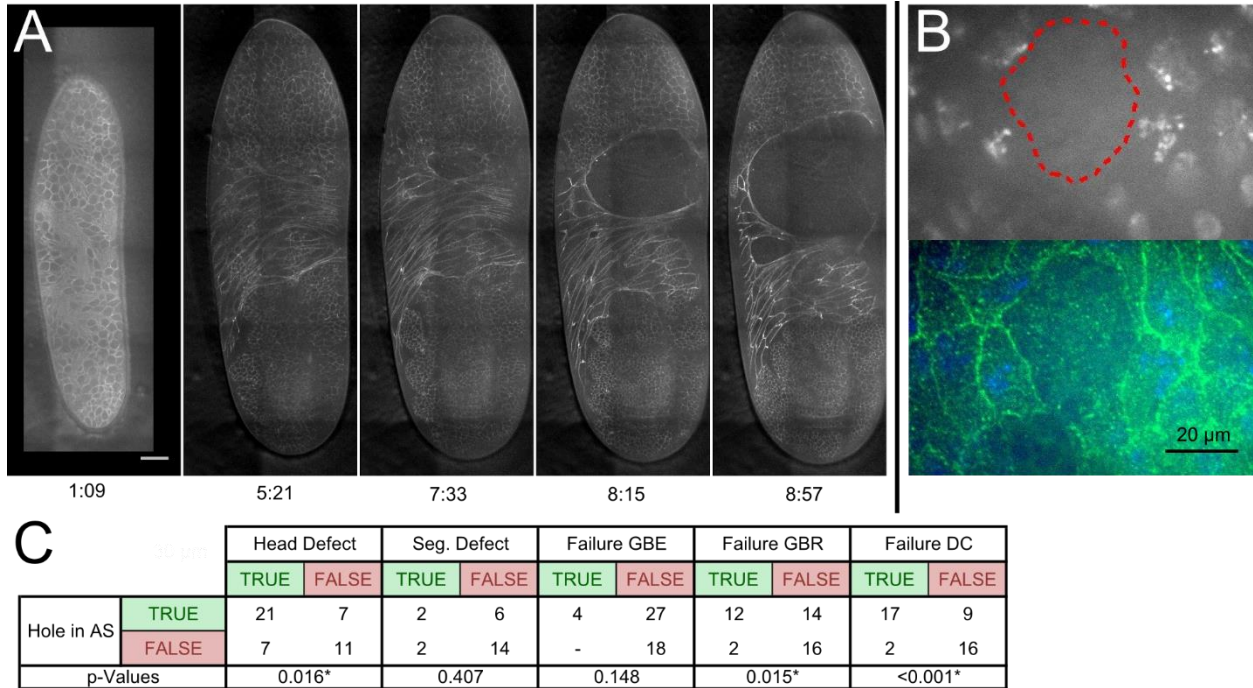 A
B
1:09 5:21 7:33 8:15 8:57
20 µm
C
Head Defect Seg. Defect Failure GBE Failure GBR Failure DC
TRUE FALSE TRUE FALSE TRUE FALSE TRUE FALSE TRUE FALSE
Hole in AS TRUE 21 7 2 6 4 27 12 14 17 9
FALSE 7 11 2 14 - 18 2 16 2 16
p-Values 0.016* 0.407 0.148 0.015* <0.001*